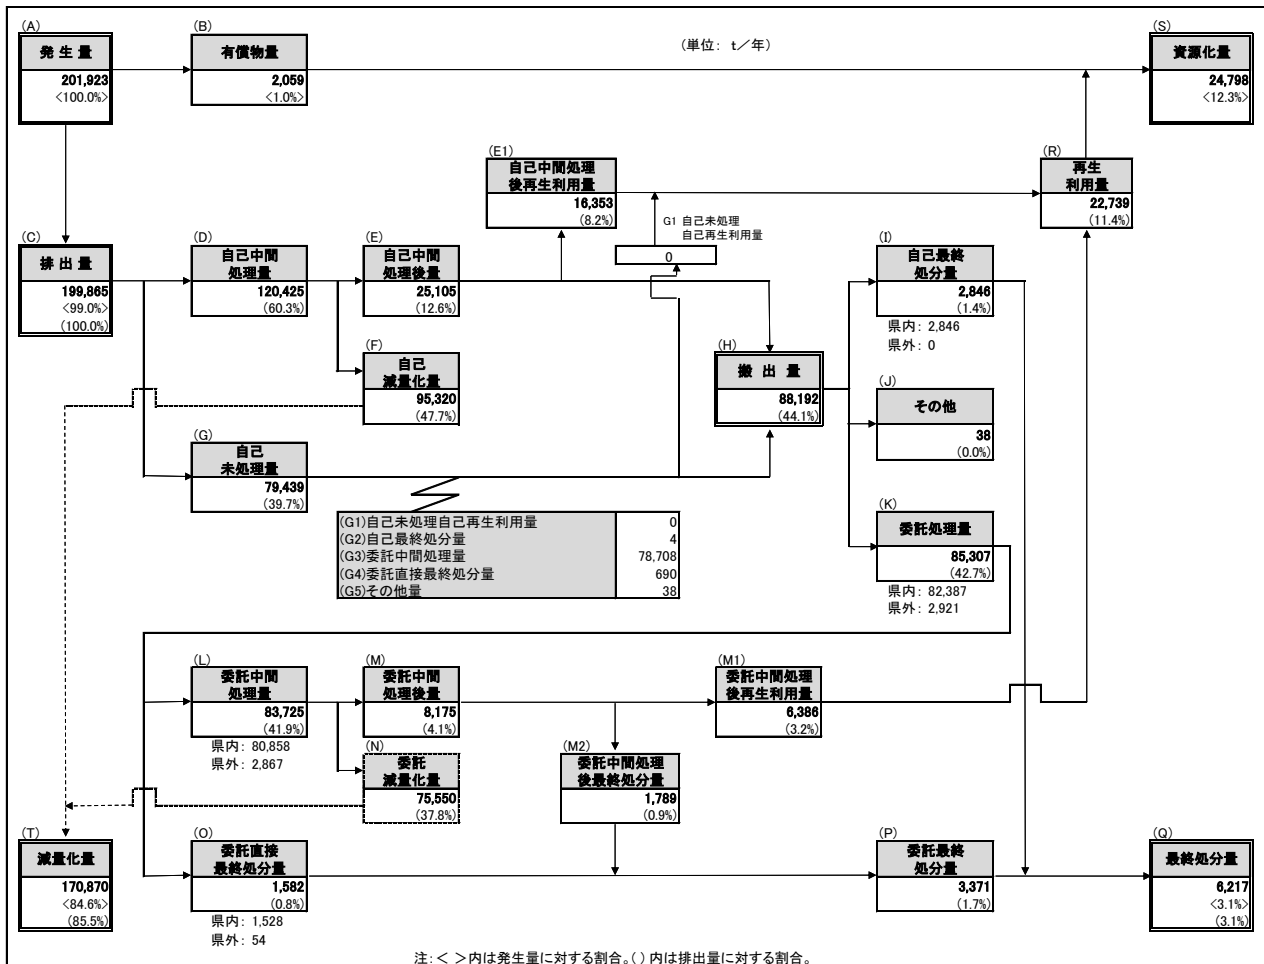 (A)
発 生 量
201,923
<100.0%>
(B)
有償物量
2,059
<1.0%>
(単位: t/年)
(S)
資源化量
24,798
<12.3%>
(E1)
自己中間処理
後再生利用量
16,353
(8.2%)
(R)
再生
利用量
22,739
(11.4%)
G1 自己未処理
自己再生利用量
0
(C)
排 出 量
199,865
<99.0%>
(100.0%)
(D)
自己中間
処理量
120,425
(60.3%)
(E)
自己中間
処理後量
25,105
(12.6%)
(I)
自己最終
処分量
2,846
(1.4%)
県内: 2,846
県外: 0
(F)
自己
減量化量
95,320
(47.7%)
(H)
搬 出 量
88,192
(44.1%)
(J)
その他
38
(0.0%)
(G)
自己
未処理量
79,439
(39.7%)
(G1)自己未処理自己再生利用量 0
(G2)自己最終処分量 4
(G3)委託中間処理量 78,708
(G4)委託直接最終処分量 690
(G5)その他量 38
(K)
委託処理量
85,307
(42.7%)
県内: 82,387
県外: 2,921
(L)
委託中間
処理量
83,725
(41.9%)
県内: 80,858
県外: 2,867
(M)
委託中間
処理後量
8,175
(4.1%)
(M1)
委託中間処理
後再生利用量
6,386
(3.2%)
(N)
委託
減量化量
75,550
(37.8%)
(M2)
委託中間処理
後最終処分量
1,789
(0.9%)
(T)
減量化量
170,870
<84.6%>
(85.5%)
(O)
委託直接
最終処分量
1,582
(0.8%)
県内: 1,528
県外: 54
(P)
委託最終
処分量
3,371
(1.7%)
(Q)
最終処分量
6,217
<3.1%>
(3.1%)
注:< >内は発生量に対する割合。( )内は排出量に対する割合。